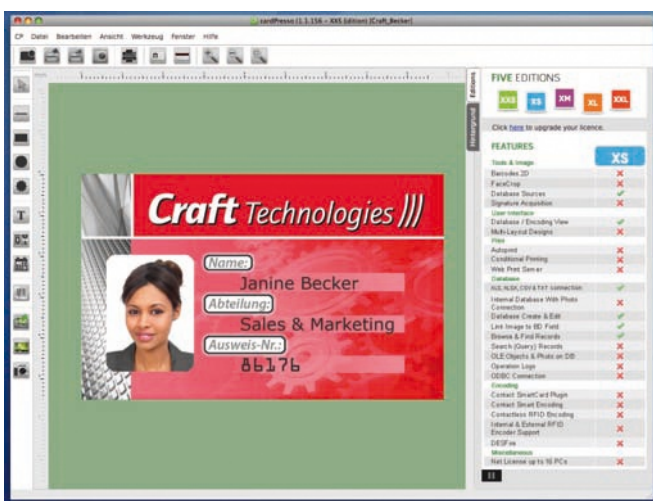 cardPresso (1.1.156 – XXS Edition) [Craft_Becker]
CP Datei Bearbeiten Ansicht Werkzeug Fenster Hilfe
Editions
Hintergrund
FIVE EDITIONS
XXS XS XM XL XXL
Click here to upgrade your licence.
FEATURES
XS
Tools & Image
Barcodes 2D
FaceCrop
Database Sources
Signature Acquisition
User Interface
Database / Encoding View
Multi-Layout Designs
Print
Autoprint
Conditional Printing
Web Print Server
Database
XLS, XLSX, CSV & TXT connection
Internal Database With Photo
Connection
Database Create & Edit
Link Image to BD Field
Browse & Find Records
Search (Query) Records
OLE Objects & Photo on DB
Operation Logs
ODBC Connection
Encoding
Contact SmartCard Plugin
Contact Smart Encoding
Contactless RFID Encoding
Internal & External RFID
Encoder Support
DESFire
Miscellaneous
Net License up to 16 PCs
Craft Technologies )))
Name:
Janine Becker
Abteilung:
Sales & Marketing
Ausweis-Nr.:
86176